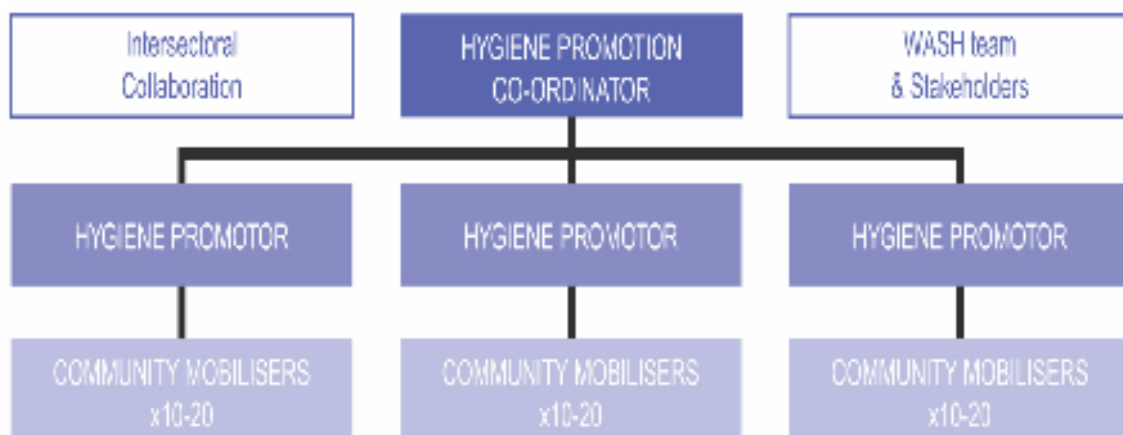 Intersectoral
Collaboration
HYGIENE PROMOTION
CO-ORDINATOR
WASH team
& Stakeholders
HYGIENE PROMOTOR
HYGIENE PROMOTOR
HYGIENE PROMOTOR
COMMUNITY MOBILISERS
x10-20
COMMUNITY MOBILISERS
x10-20
COMMUNITY MOBILISERS
x10-20